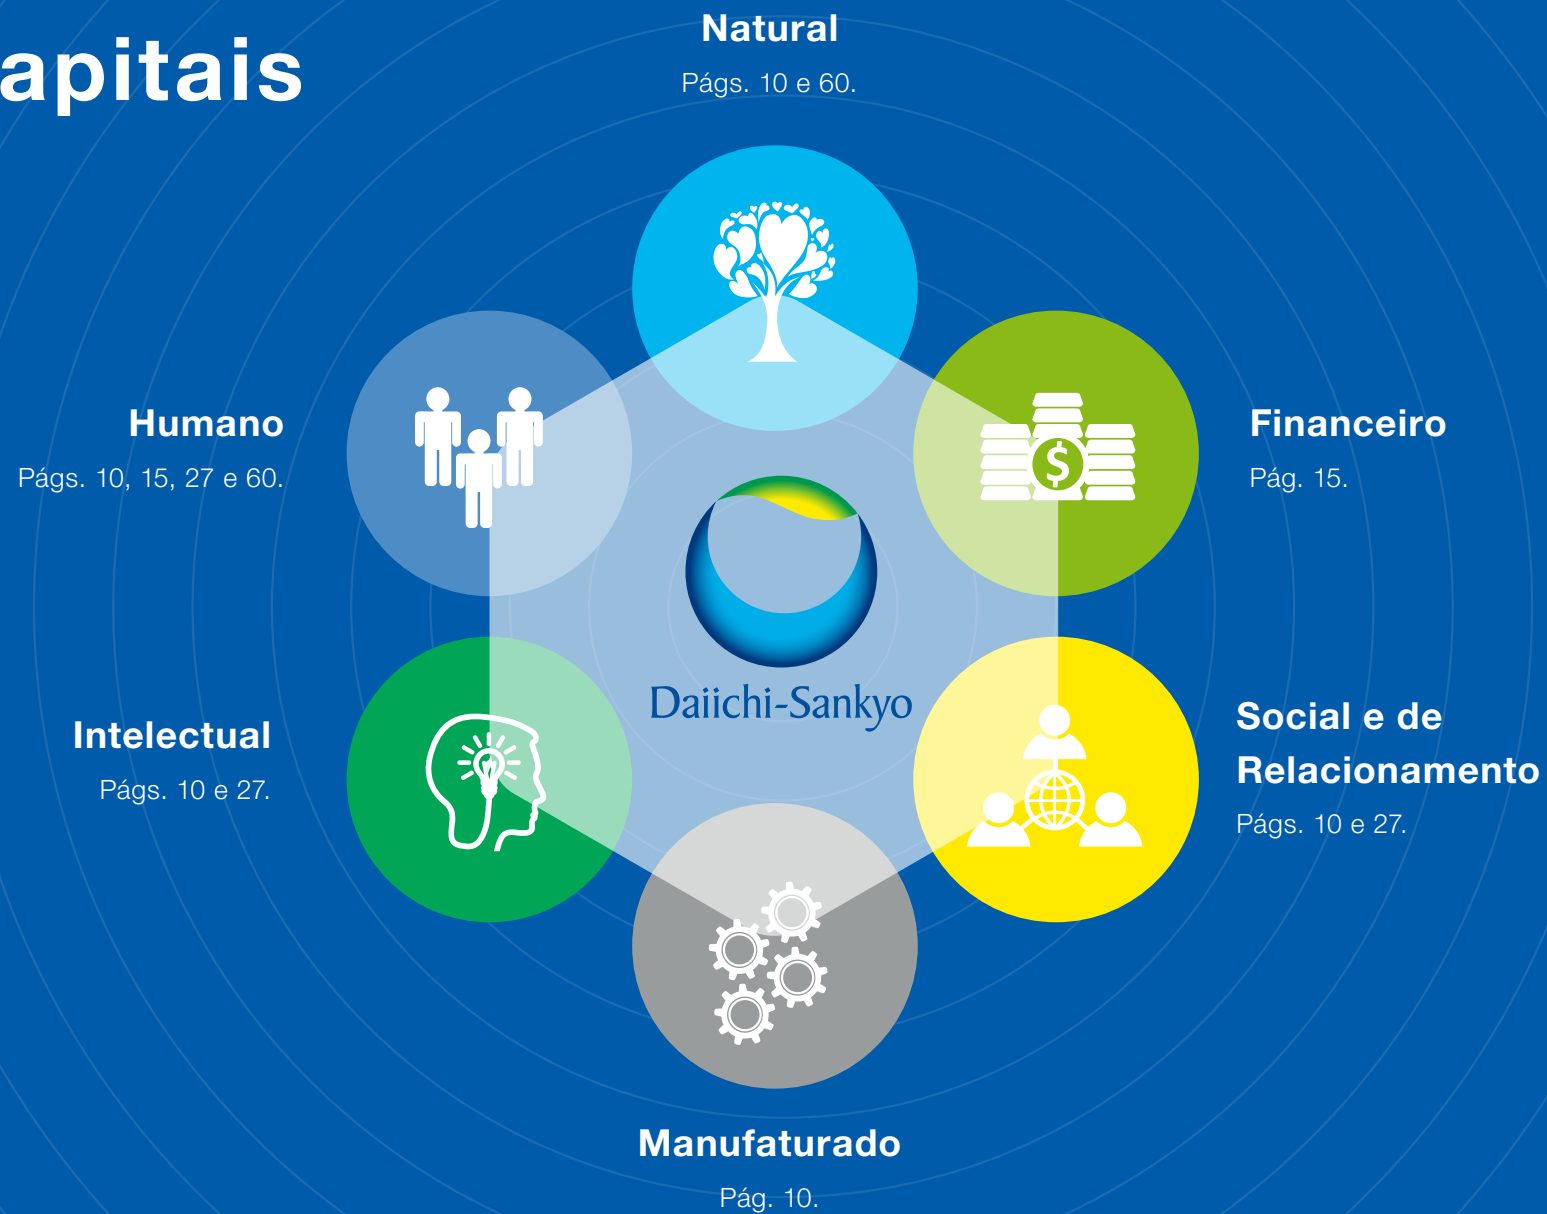 apitais
Natural
Págs. 10 e 60.
Humano
Págs. 10, 15, 27 e 60.
Financeiro
Pág. 15.
$
Daiichi-Sankyo
Intelectual
Págs. 10 e 27.
Social e de
Relacionamento
Págs. 10 e 27.
Manufaturado
Pág. 10.